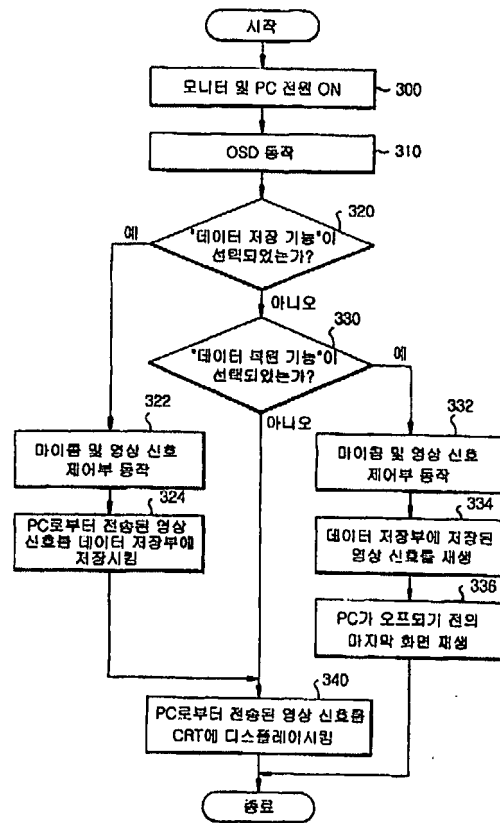 시작
모니터 및 PC 전원 ON
300
OSD 동작
310
320
"데이터 저장 기능"이
선택되었는가?
예
아니오
330
"데이터 복원 기능"이
선택되었는가?
예
아니오
322
마이콤 및 영상 신호
제어부 동작
324
PC로부터 전송된 영상
신호를 데이터 저장부에
저장시킴
332
마이컴 및 영상 신호
제어부 동작
334
데이터 저장부에 저장된
영상 신호를 재생
336
PC가 오프되기 전의
마지막 화면 재생
340
PC로부터 전송된 영상 신호를
CRT에 디스플레이시킴
종료